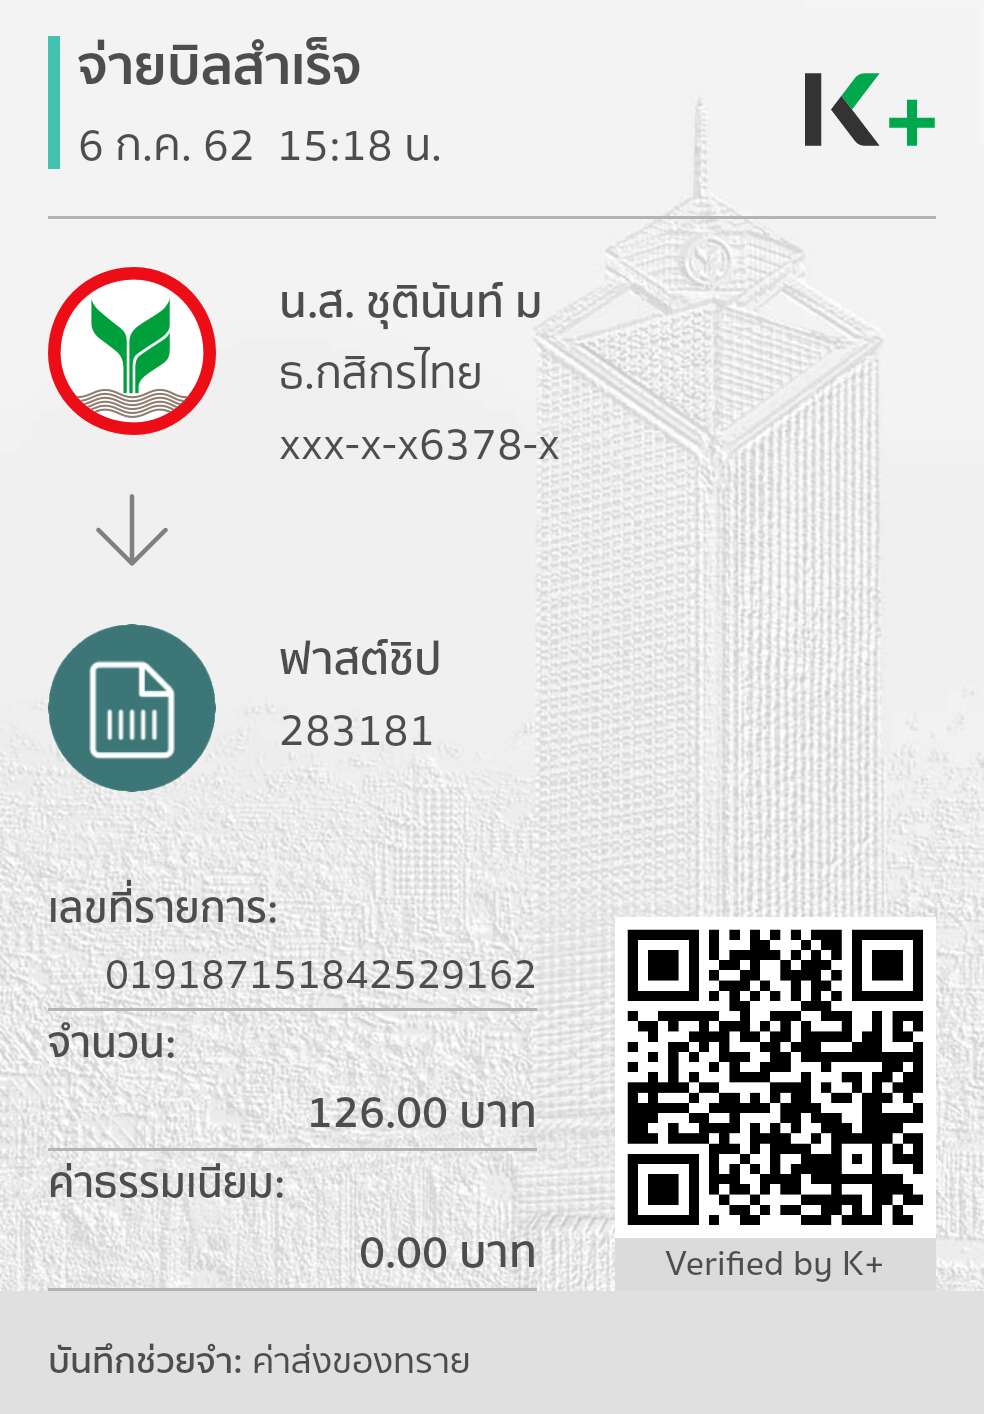 จ่ายบิลสำเร็จ
6 ก.ค. 62 15:18 น.
K+
น.ส. ชุตินันท์ ม
ธ.กสิกรไทย
xxx-x-x6378-x
ฟาสต์ชิป
283181
เลขที่รายการ:
019187151842529162
จำนวน:
126.00 บาท
ค่าธรรมเนียม:
0.00 บาท
Verified by K+
บันทึกช่วยจำ: ค่าส่งของทราย